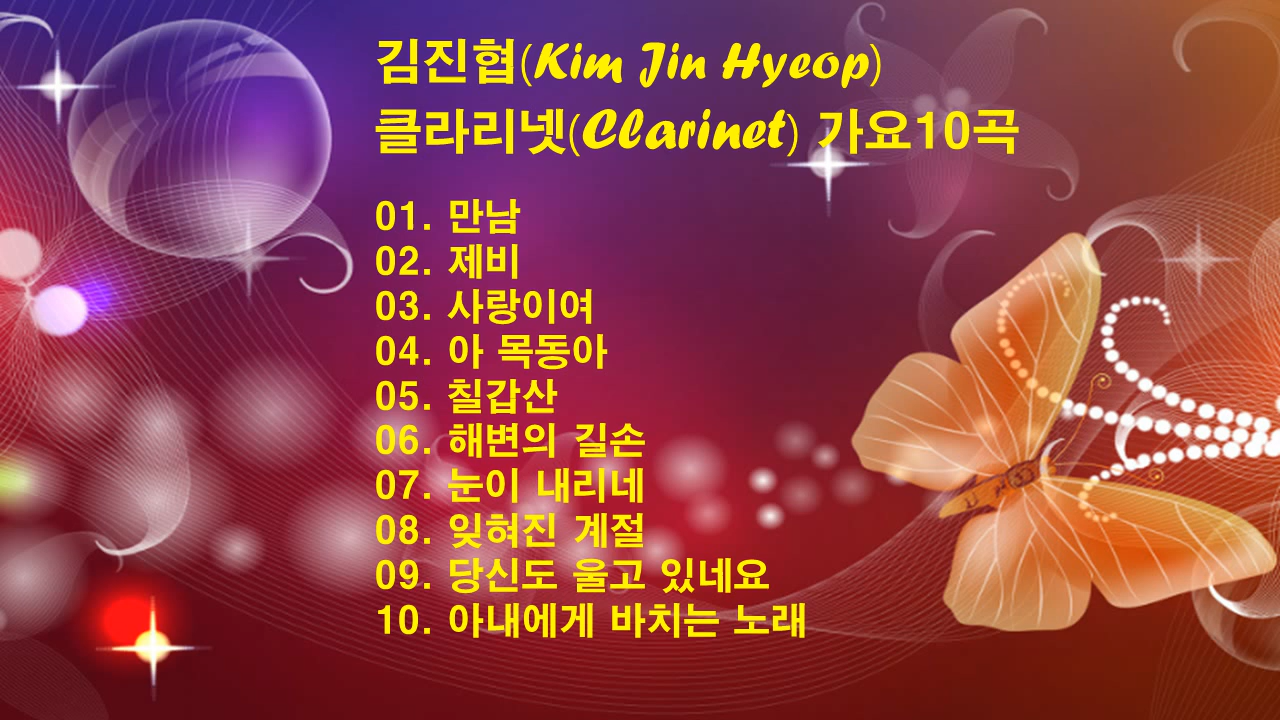 김진협(Kim Jin Hyeop)
클라리넷(Clarinet) 가요10곡
01. 만남
02. 제비
03. 사랑이여
04. 아 목동아
05. 칠갑산
06. 해변의 길손
07. 눈이 내리네
08. 잊혀진 계절
09. 당신도 울고 있네요
10. 아내에게 바치는 노래